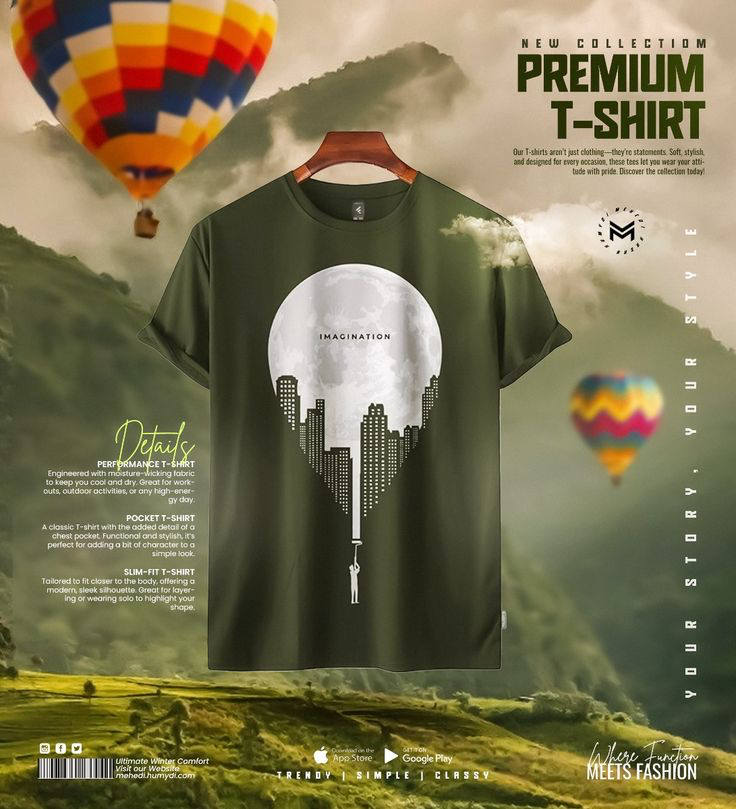 NEW COLLECTIOM
PREMIUM
T-SHIRT
Our T-shirts aren't just clothing—they're statements. Soft, stylish,
and designed for every occasion, these tees let you wear your atti-
tude with pride. Discover the collection today!
YOUR STORY, YOUR STYLE
IMAGINATION
Details
PERFORMANCE T-SHIRT
Engineered with moisture-wicking fabric
to keep you cool and dry. Great for work-
outs, outdoor activities, or any high-ener-
gy day.
POCKET T-SHIRT
A classic T-shirt with the added detail of a
chest pocket. Functional and stylish, it's
perfect for adding a bit of character to a
simple look.
SLIM-FIT T-SHIRT
Tailored to fit closer to the body, offering a
modern, sleek silhouette. Great for layer-
ing or wearing solo to highlight your
shape.
Ultimate Winter Comfort
Visit our Website
mehedi.humydi.com
Download on the
App Store
GET IT ON
Google Play
TRENDY | SIMPLE | CLASSY
Where Function
MEETS FASHION